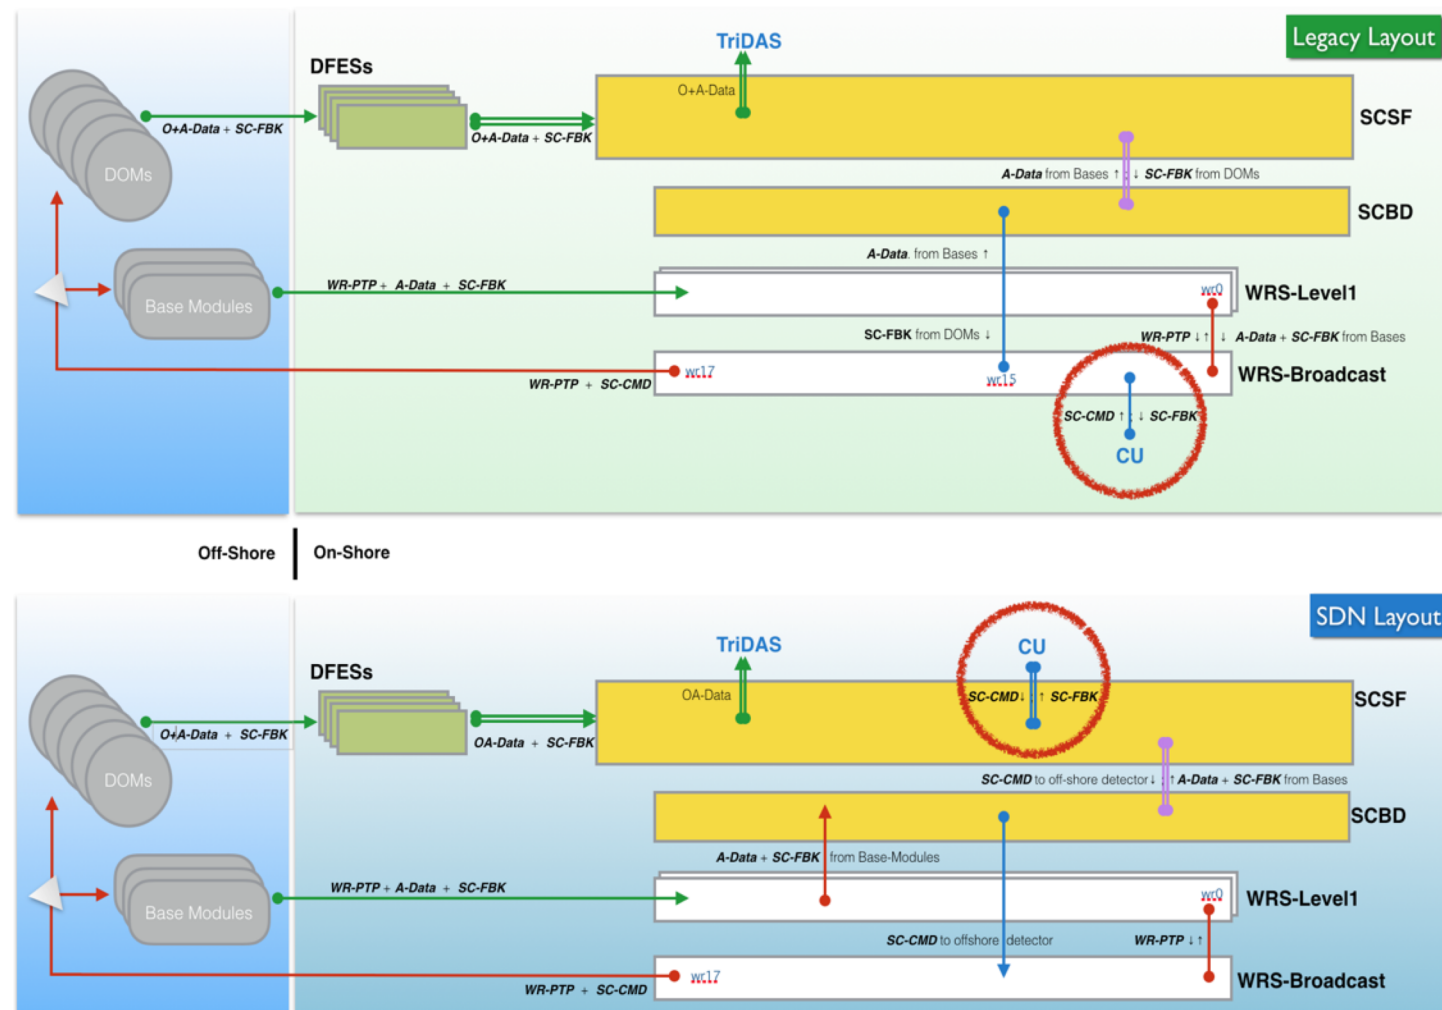 Legacy Layout
TriDAS
DFESs
O+A-Data
SCSF
O+A-Data + SC-FBK
O+A-Data + SC-FBK
DOMs
A-Data from Bases ↑ : ↓ SC-FBK from DOMs
SCBD
A-Data. from Bases ↑
WR-PTP + A-Data + SC-FBK
Base Modules
wr0
WRS-Level1
SC-FBK from DOMs ↓
WR-PTP ↓↑ ↓ A-Data + SC-FBK from Bases
wr17
wr15
WRS-Broadcast
WR-PTP + SC-CMD
SC-CMD ↑ : ↓ SC-FBK
CU
Off-Shore
On-Shore
SDN Layout
TriDAS
CU
DFESs
OA-Data
SC-CMD↓ : ↑ SC-FBK
SCSF
O+A-Data + SC-FBK
OA-Data + SC-FBK
DOMs
SC-CMD to off-shore detector↓ : ↑ A-Data + SC-FBK from Bases
SCBD
A-Data + SC-FBK from Base-Modules
WR-PTP + A-Data + SC-FBK
Base Modules
wr0
WRS-Level1
SC-CMD to offshore detector
WR-PTP ↓↑
wr17
WRS-Broadcast
WR-PTP + SC-CMD